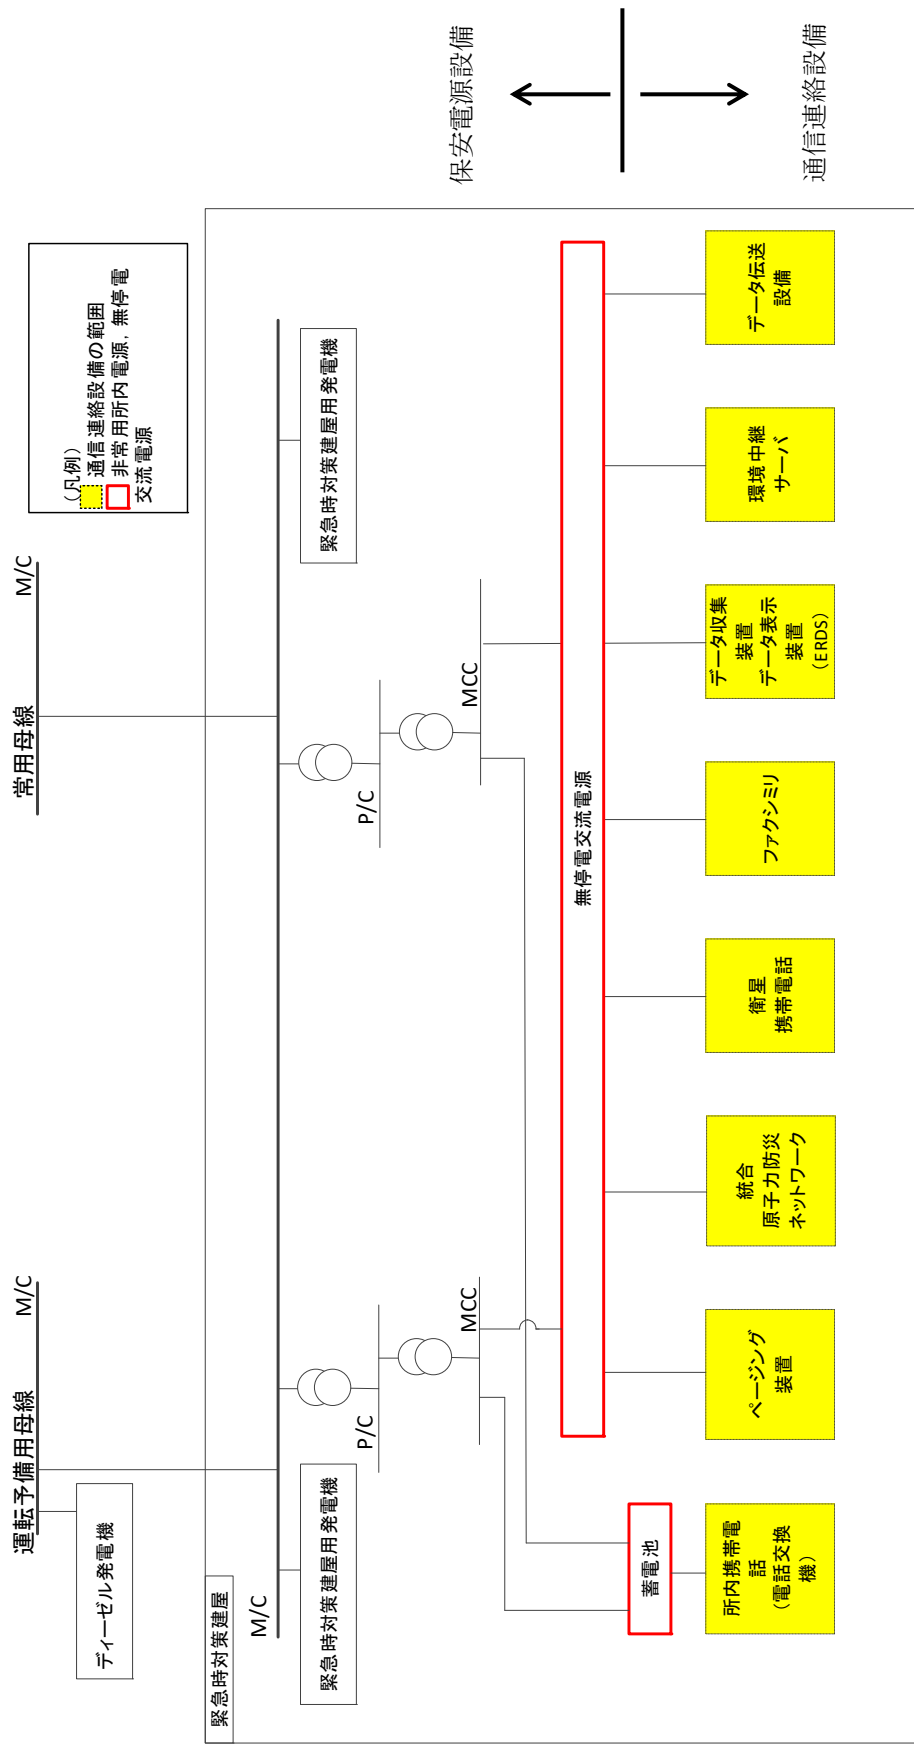 運転予備用母線
M/C
常用母線
M/C
ディーゼル発電機
(凡例)
通信連絡設備の範囲
非常用所内電源, 無停電
交流電源
緊急時対策建屋
M/C
緊急時対策建屋用発電機
緊急時対策建屋用発電機
P/C
P/C
MCC
MCC
保安電源設備
通信連絡設備
無停電交流電源
蓄電池
所内携帯電
話
(電話交換
機)
ページング
装置
統合
原子力防災
ネットワーク
衛星
携帯電話
ファクシミリ
データ収集
装置
データ表示
装置
(ERDS)
環境中継
サーバ
データ伝送
設備